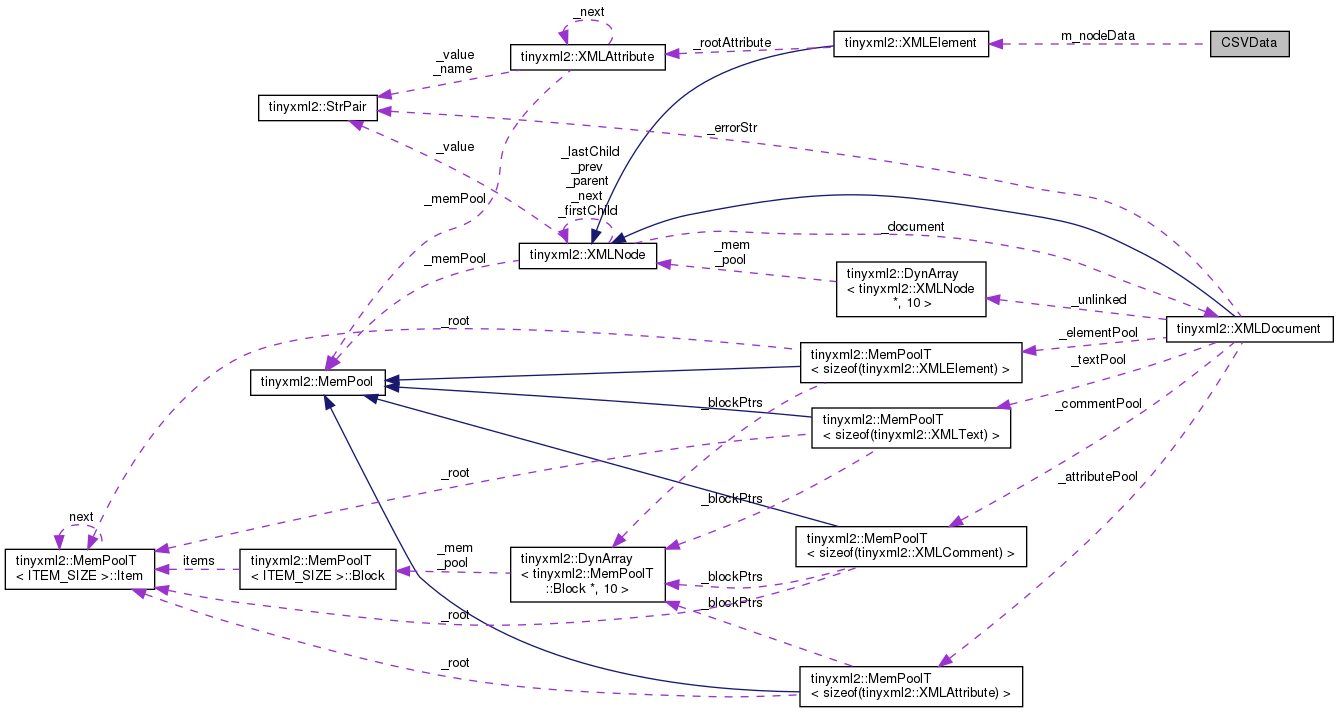 _next
tinyxml2::XMLAttribute
_rootAttribute
tinyxml2::XMLElement
m_nodeData
CSVData
_value
_name
tinyxml2::StrPair
_errorStr
_value
_lastChild
_prev
_parent
_next
_firstChild
_memPool
tinyxml2::XMLNode
_document
_memPool
_mem
_pool
tinyxml2::DynArray
< tinyxml2::XMLNode
*, 10 >
_unlinked
tinyxml2::XMLDocument
_root
_elementPool
tinyxml2::MemPoolT
< sizeof(tinyxml2::XMLElement) >
_textPool
tinyxml2::MemPool
_blockPtrs
_commentPool
tinyxml2::MemPoolT
< sizeof(tinyxml2::XMLText) >
_root
_attributePool
_blockPtrs
next
tinyxml2::MemPoolT
< ITEM_SIZE >::Item
items
tinyxml2::MemPoolT
< ITEM_SIZE >::Block
_mem
_pool
tinyxml2::DynArray
< tinyxml2::MemPoolT
::Block *, 10 >
tinyxml2::MemPoolT
< sizeof(tinyxml2::XMLComment) >
_blockPtrs
_blockPtrs
_root
_root
tinyxml2::MemPoolT
< sizeof(tinyxml2::XMLAttribute) >